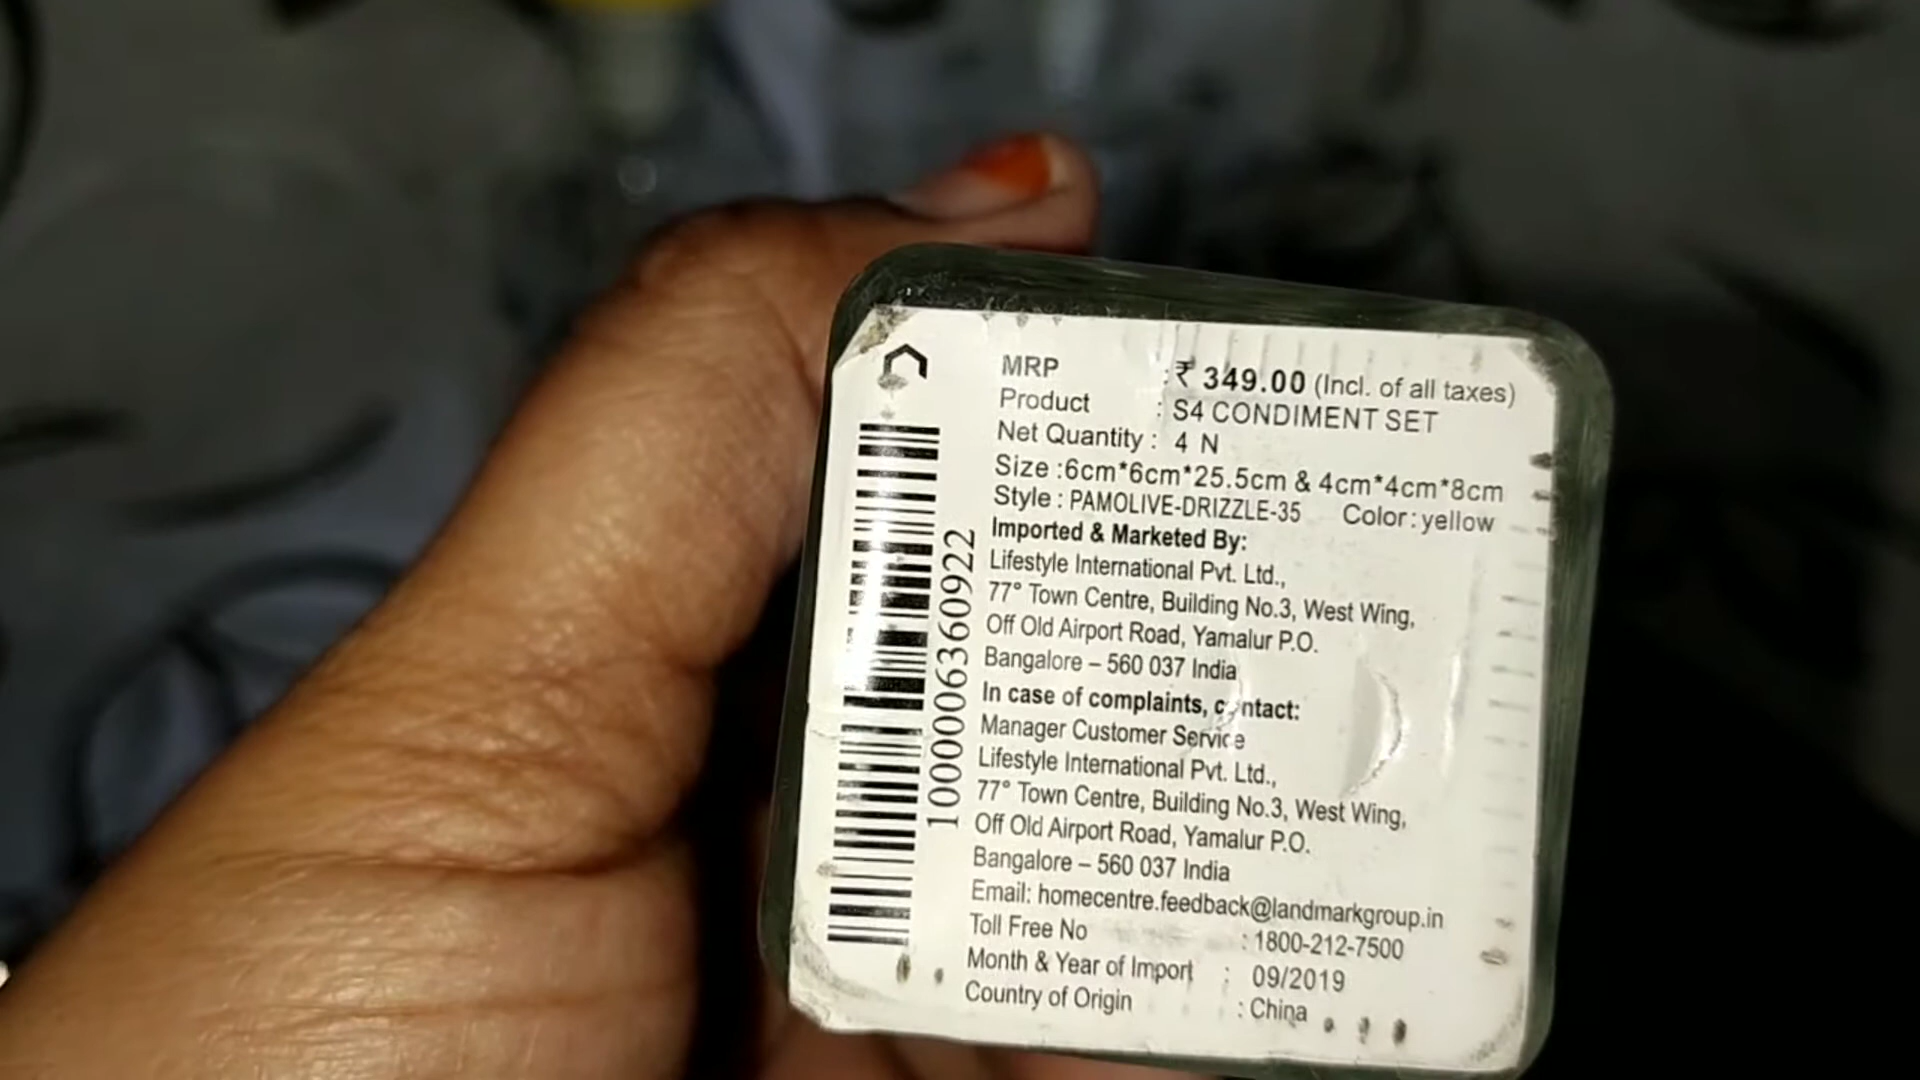 MRP : ₹ 349.00 (Incl. of all taxes)
Product : S4 CONDIMENT SET
Net Quantity : 4 N
Size :6cm*6cm*25.5cm & 4cm*4cm*8cm
Style : PAMOLIVE-DRIZZLE-35 Color : yellow
Imported & Marketed By:
Lifestyle International Pvt. Ltd.,
77° Town Centre, Building No.3, West Wing,
Off Old Airport Road, Yamalur P.O.
Bangalore – 560 037 India
In case of complaints, contact:
Manager Customer Service
Lifestyle International Pvt. Ltd.,
77° Town Centre, Building No.3, West Wing,
Off Old Airport Road, Yamalur P.O.
Bangalore – 560 037 India
Email: homecentre.feedback@landmarkgroup.in
Toll Free No : 1800-212-7500
Month & Year of Import : 09/2019
Country of Origin : China
1000006360922